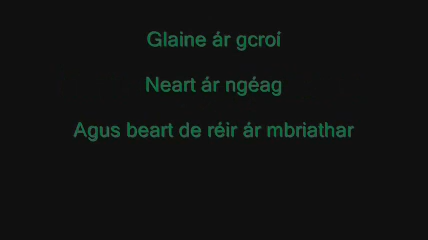 Glaine ár gcroí
Neart ár ngéag
Agus beart de réir ár mbriathar